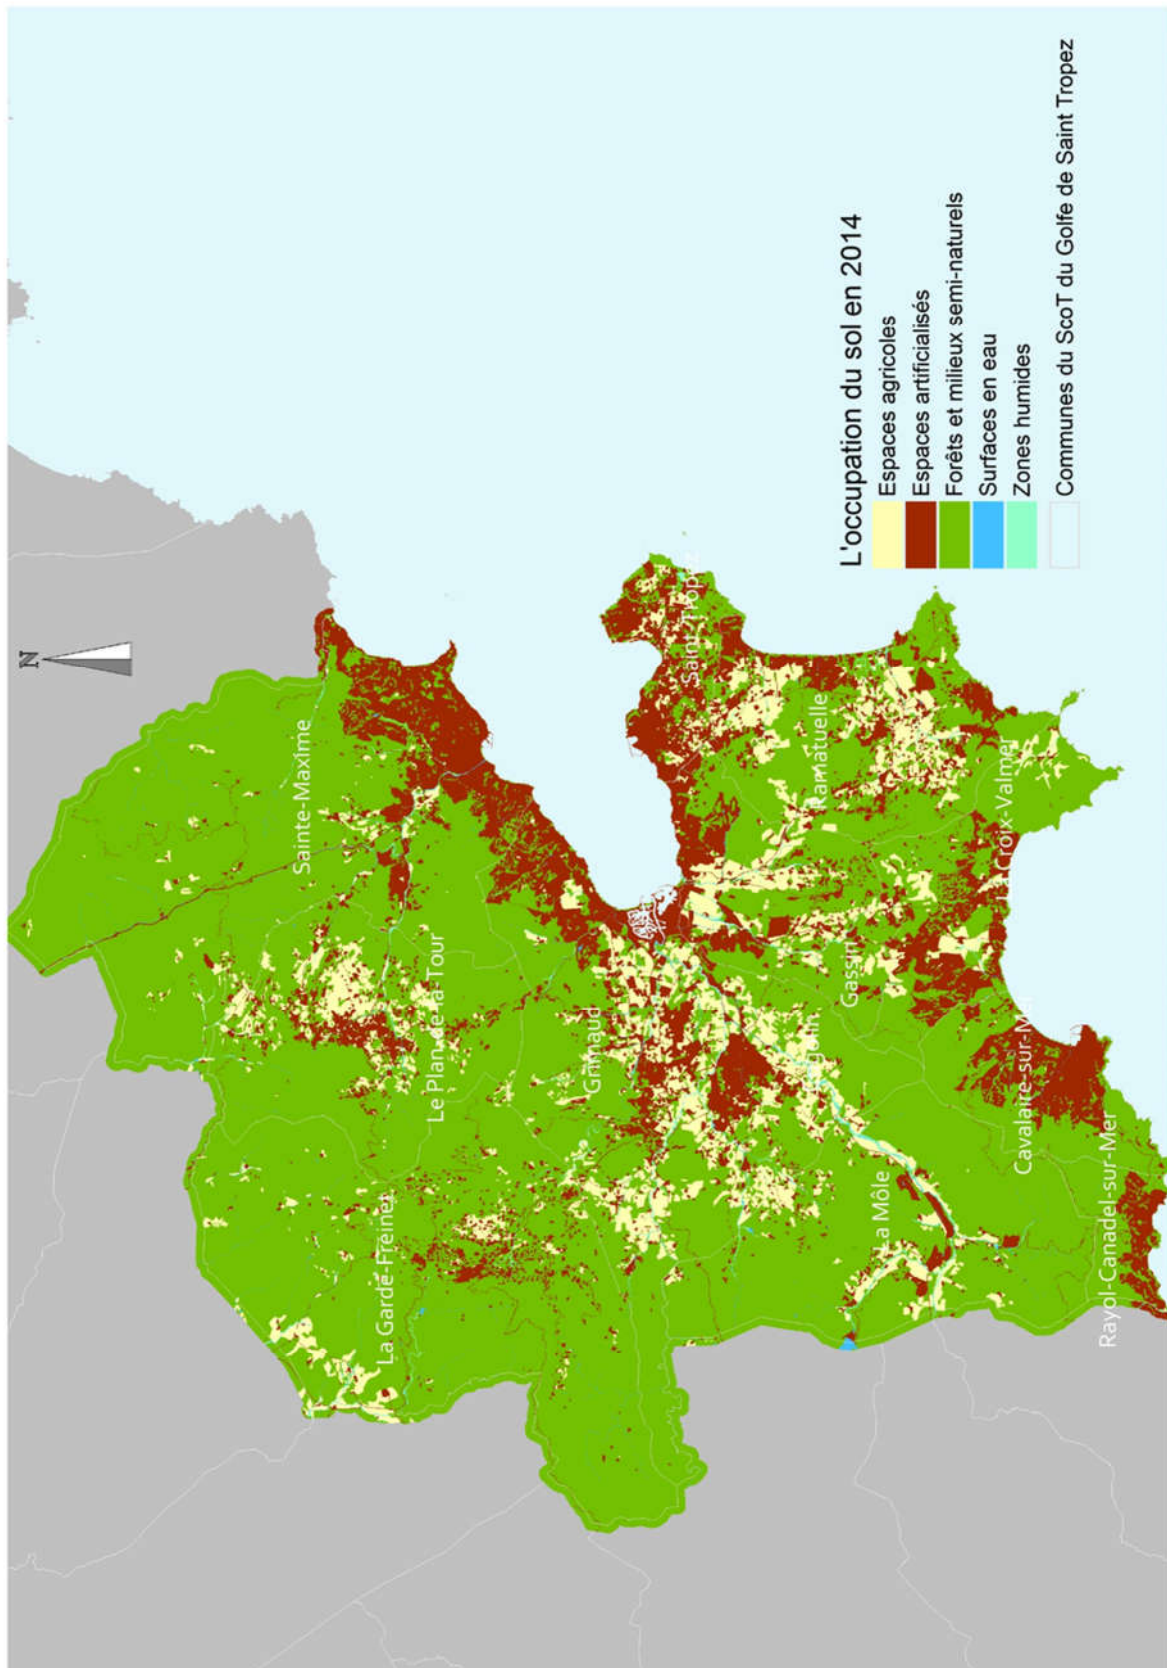 N
Sainte-Maxime
Le Plan-de-la-Tour
La Garde-Freinet
Grimaud
Saint-Tropez
Ramatuelle
Gassin
La Môle
La Croix-Valmer
Cavalaire-sur-Mer
Rayol-Canadel-sur-Mer
L'occupation du sol en 2014
Espaces agricoles
Espaces artificialisés
Forêts et milieux semi-naturels
Surfaces en eau
Zones humides
Communes du ScoT du Golfe de Saint Tropez